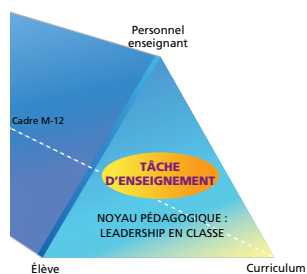 Personnel
enseignant
Cadre M-12
TÂCHE
D'ENSEIGNEMENT
NOYAU PÉDAGOGIQUE :
LEADERSHIP EN CLASSE
Élève
Curriculum